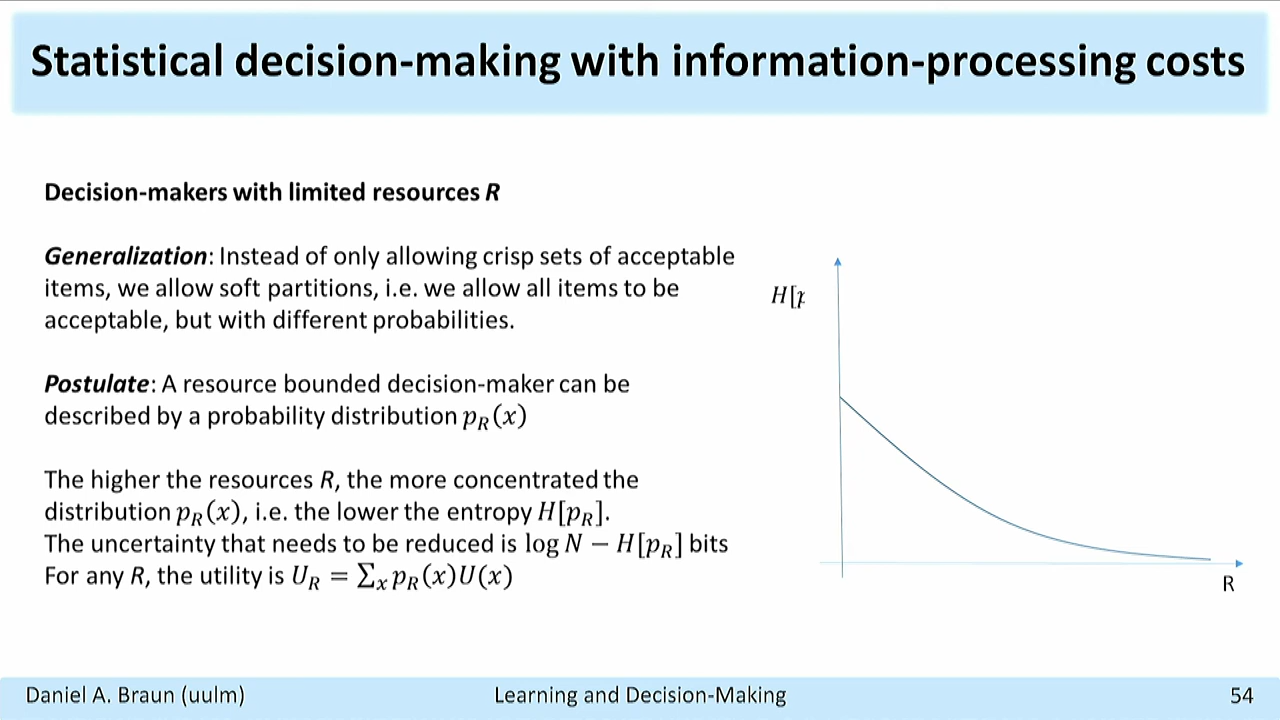 Statistical decision-making with information-processing costs
Decision-makers with limited resources R
Generalization: Instead of only allowing crisp sets of acceptable
items, we allow soft partitions, i.e. we allow all items to be
acceptable, but with different probabilities.
Postulate: A resource bounded decision-maker can be
described by a probability distribution p_R(x)
The higher the resources R, the more concentrated the
distribution p_R(x), i.e. the lower the entropy H[p_R].
The uncertainty that needs to be reduced is log N − H[p_R] bits
For any R, the utility is U_R = ∑_x p_R(x)U(x)
H[
R
Daniel A. Braun (uulm)
Learning and Decision-Making
54